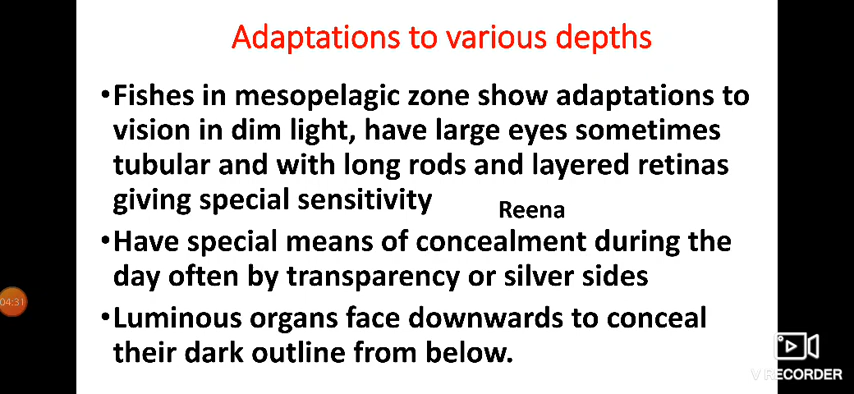 Adaptations to various depths
•Fishes in mesopelagic zone show adaptations to
vision in dim light, have large eyes sometimes
tubular and with long rods and layered retinas
giving special sensitivity
Reena
•Have special means of concealment during the
day often by transparency or silver sides
•Luminous organs face downwards to conceal
their dark outline from below.
04:31
V RECORDER